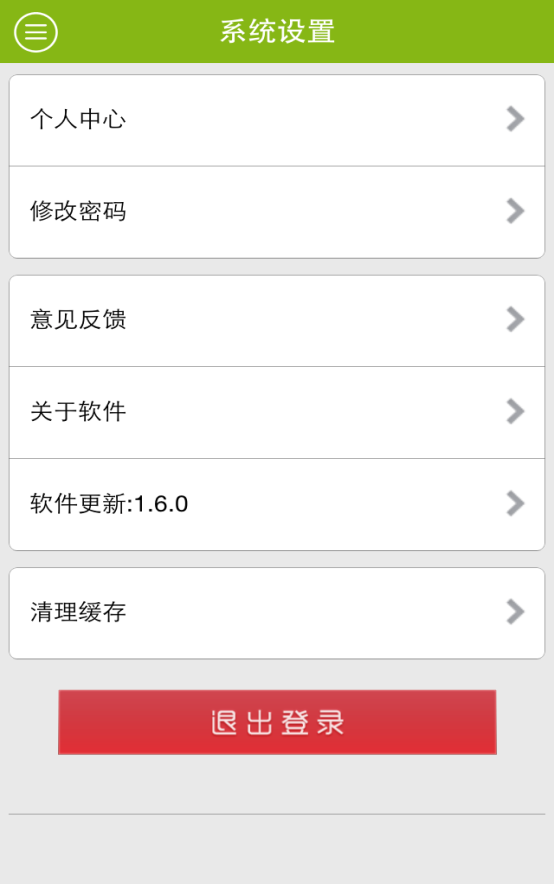 系统设置
个人中心
修改密码
意见反馈
关于软件
软件更新:1.6.0
清理缓存
退出登录